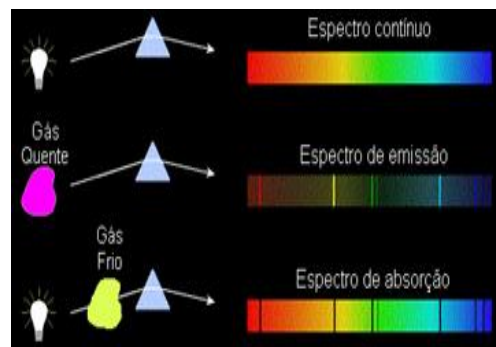 Espectro contínuo
Gás
Quente
Espectro de emissão
Gás
Frio
Espectro de absorção